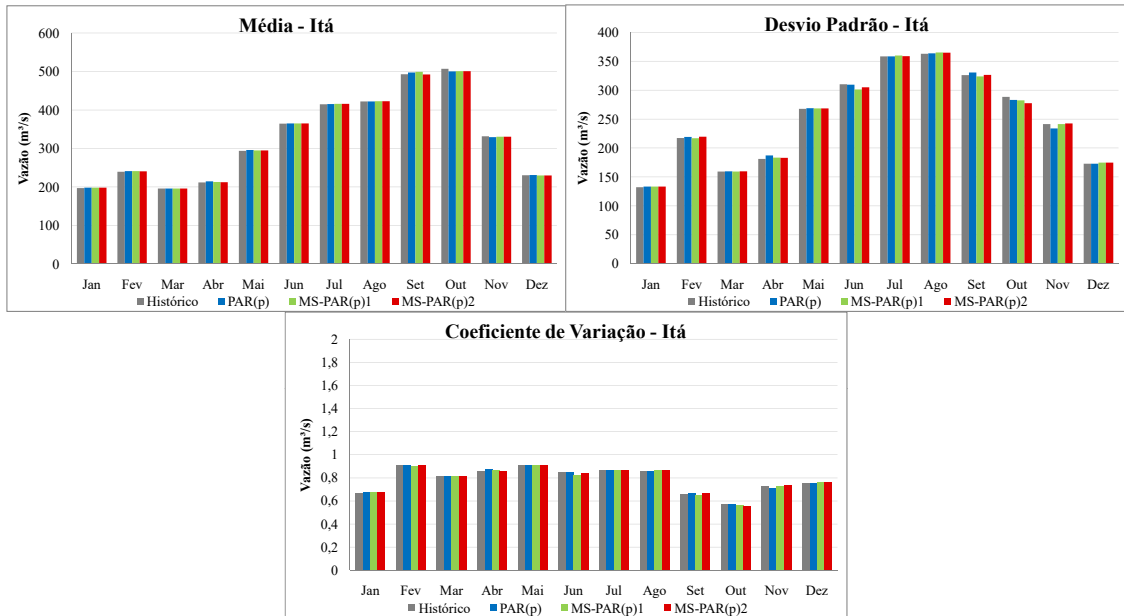 Média - Itá
Vazão (m³/s)
600
500
400
300
200
100
0
Jan Fev Mar Abr Mai Jun Jul Ago Set Out Nov Dez
Histórico PAR(p) MS-PAR(p)1 MS-PAR(p)2
Desvio Padrão - Itá
Vazão (m³/s)
400
350
300
250
200
150
100
50
0
Jan Fev Mar Abr Mai Jun Jul Ago Set Out Nov Dez
Histórico PAR(p) MS-PAR(p)1 MS-PAR(p)2
Coeficiente de Variação - Itá
Vazão (m³/s)
2
1,8
1,6
1,4
1,2
1
0,8
0,6
0,4
0,2
0
Jan Fev Mar Abr Mai Jun Jul Ago Set Out Nov Dez
Histórico PAR(p) MS-PAR(p)1 MS-PAR(p)2